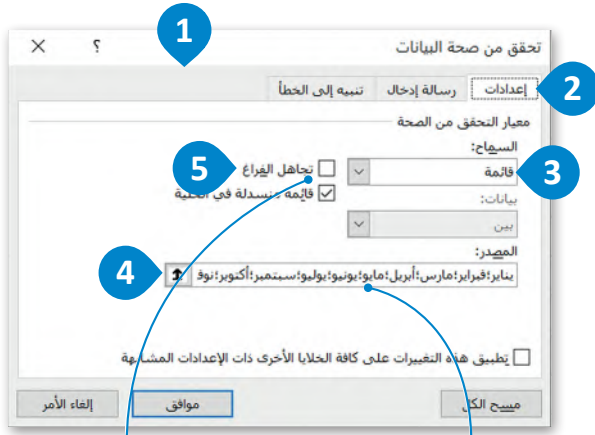 1
تحقق من صحة البيانات ؟ ×
إعدادات رسالة إدخال تنبيه إلى الخطأ 2
معيار التحقق من الصحة
السماح:
قائمة 3 تجاهل الفراغ 5
قائمة منسدلة في الخلية
بيانات:
بين
المصدر:
يناير؛فبراير؛مارس؛أبريل؛مايو؛يونيو؛يوليو؛سبتمبر؛أكتوبر؛نوف 4
تطبيق هذه التغييرات على كافة الخلايا الأخرى ذات الإعدادات المشابهة
مسح الكل موافق إلغاء الأمر